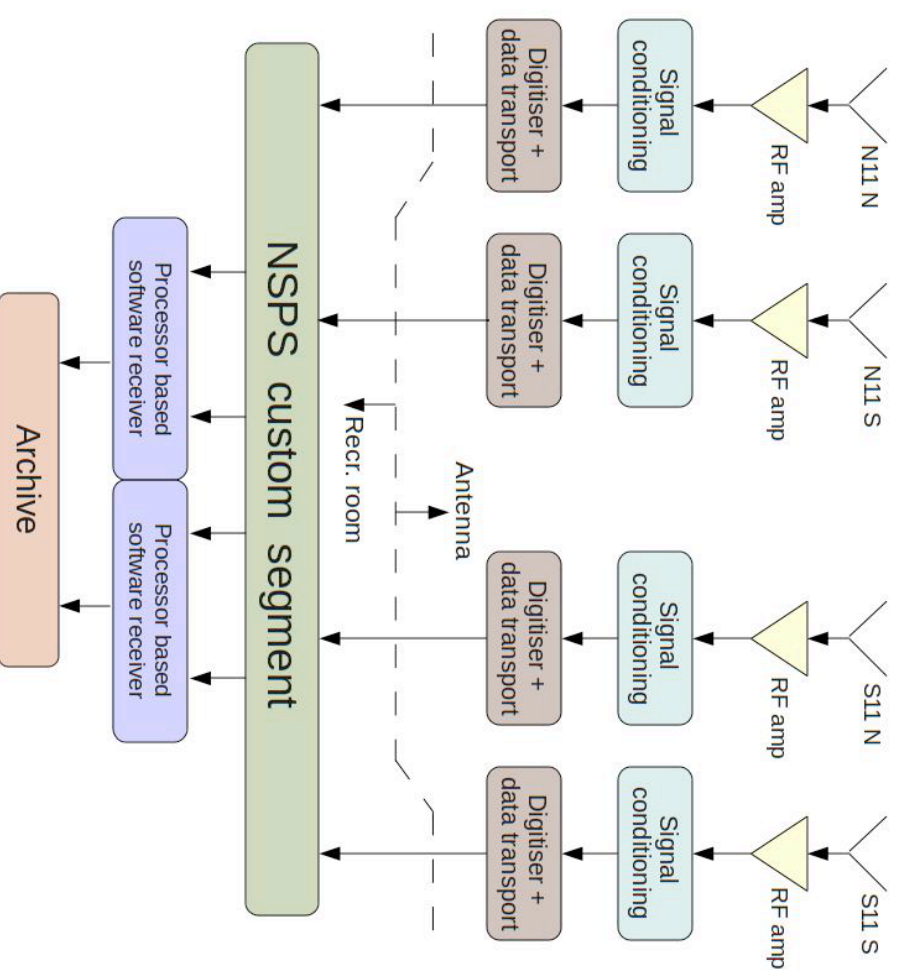 N11 N
N11 S
S11 N
S11 S
RF amp
RF amp
RF amp
RF amp
Signal
conditioning
Signal
conditioning
Signal
conditioning
Signal
conditioning
Digitiser +
data transport
Digitiser +
data transport
Digitiser +
data transport
Digitiser +
data transport
Antenna
Recr. room
NSPS custom segment
Processor based
software receiver
Processor based
software receiver
Archive